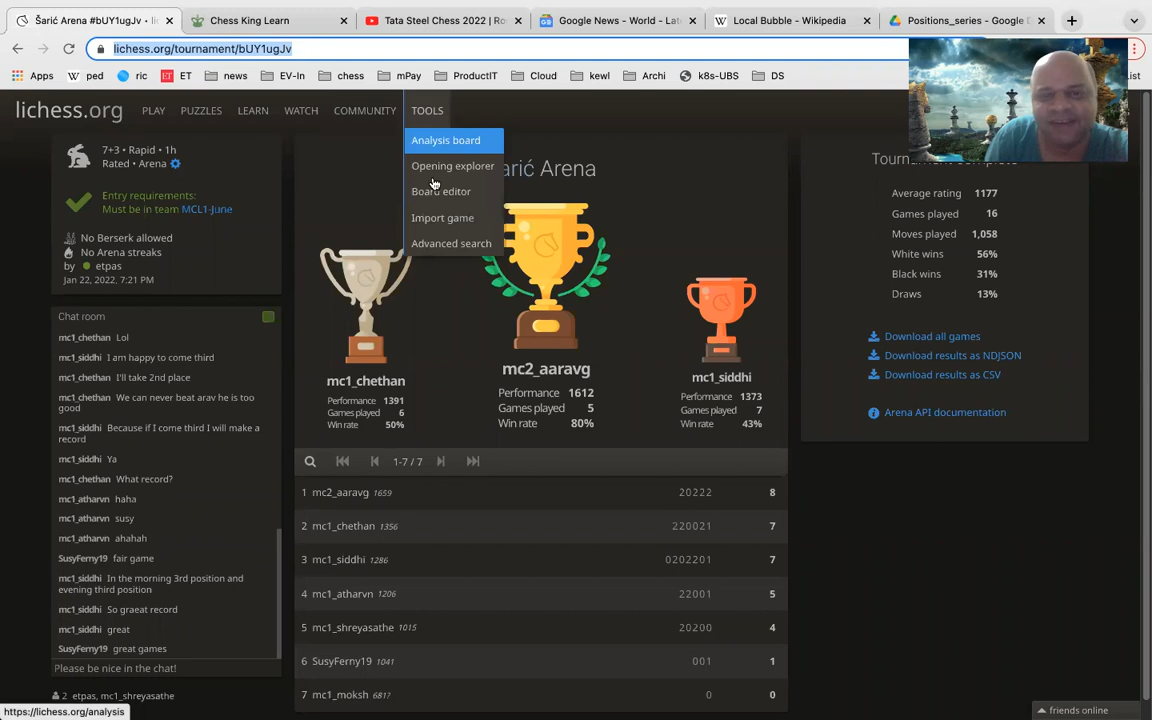 Šarić Arena #bUY1ugJv • li
Chess King Learn
Tata Steel Chess 2022 | Ro
Google News - World - Lat
Local Bubble - Wikipedia
Positions_series - Google D
lichess.org/tournament/bUY1ugJv
Apps ped ric ET news EV-In chess mPay ProductIT Cloud kewl Archi k8s-UBS DS
List
lichess.org PLAY PUZZLES LEARN WATCH COMMUNITY TOOLS
Analysis board
Opening explorer
Board editor
Import game
Advanced search
7+3 • Rapid • 1h
Rated • Arena
Entry requirements:
Must be in team MCL1-June
No Berserk allowed
No Arena streaks
by etpas
Jan 22, 2022, 7:21 PM
Chat room
mc1_chethan Lol
mc1_siddhi I am happy to come third
mc1_chethan I'll take 2nd place
mc1_chethan We can never beat arav he is too
good
mc1_siddhi Because if I come third I will make a
record
mc1_siddhi Ya
mc1_chethan What record?
mc1_atharvn haha
mc1_atharvn susy
mc1_atharvn ahahah
SusyFerny19 fair game
mc1_siddhi In the morning 3rd position and
evening third position
mc1_siddhi So graeat record
mc1_siddhi great
SusyFerny19 great games
Please be nice in the chat!
2 etpas, mc1_shreyasathe
https://lichess.org/analysis
arić Arena
mc1_chethan
Performance 1391
Games played 6
Win rate 50%
mc2_aaravg
Performance 1612
Games played 5
Win rate 80%
mc1_siddhi
Performance 1373
Games played 7
Win rate 43%
1-7 / 7
1 mc2_aaravg 1659 20222 8
2 mc1_chethan 1356 220021 7
3 mc1_siddhi 1286 0202201 7
4 mc1_atharvn 1206 22001 5
5 mc1_shreyasathe 1015 20200 4
6 SusyFerny19 1041 001 1
7 mc1_moksh 681? 0 0
Average rating 1177
Games played 16
Moves played 1,058
White wins 56%
Black wins 31%
Draws 13%
Download all games
Download results as NDJSON
Download results as CSV
Arena API documentation
friends online